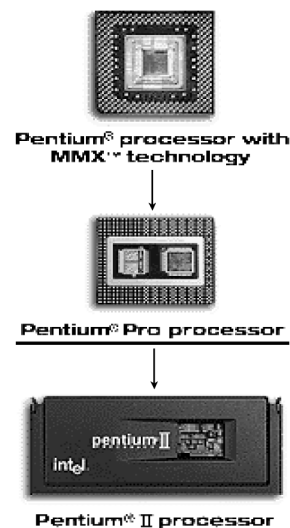 Pentium® processor with
MMX™ technology
Pentium® Pro processor
pentium® II
intel®
Pentium® II processor